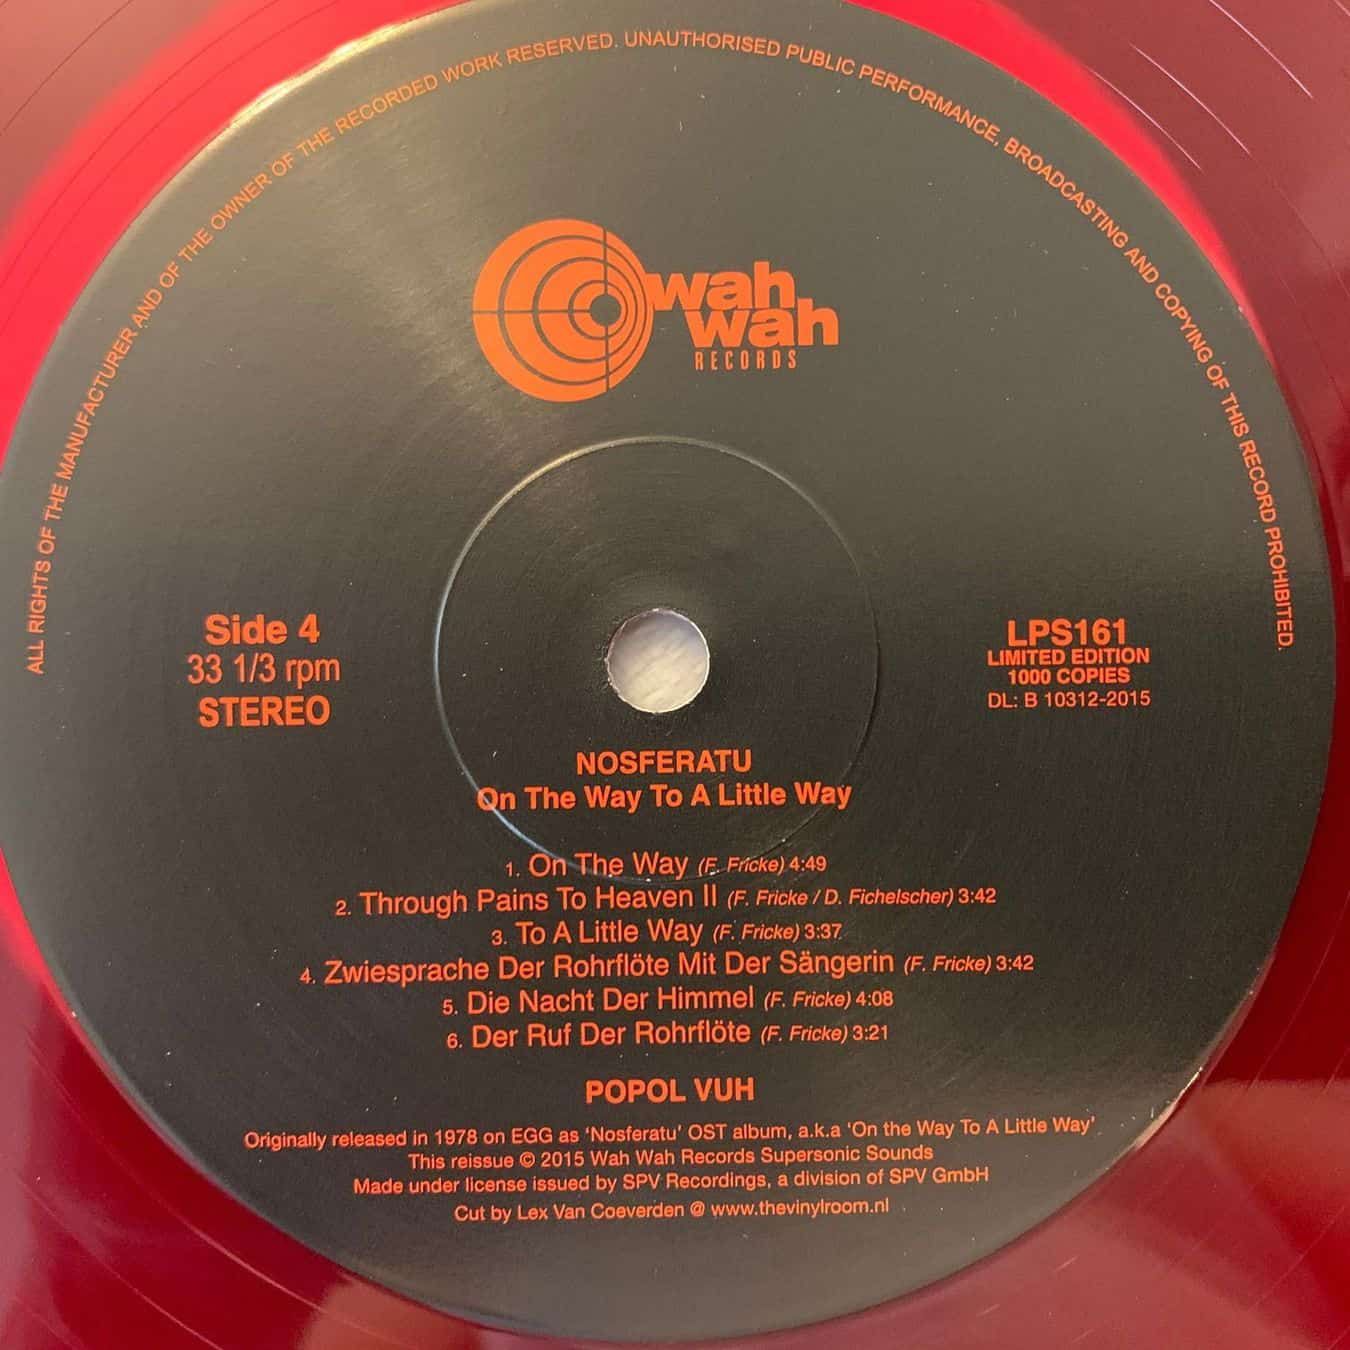 ALL RIGHTS OF THE MANUFACTURER AND OF THE OWNER OF THE RECORDED WORK RESERVED. UNAUTHORISED PUBLIC PERFORMANCE, BROADCASTING AND COPYING OF THIS RECORD PROHIBITED.
wah
wah
RECORDS
Side 4
33 1/3 rpm
STEREO
LPS161
LIMITED EDITION
1000 COPIES
DL: B 10312-2015
NOSFERATU
On The Way To A Little Way
1. On The Way (F. Fricke) 4:49
2. Through Pains To Heaven II (F. Fricke / D. Fichelscher) 3:42
3. To A Little Way (F. Fricke) 3:37
4. Zwiesprache Der Rohrflöte Mit Der Sängerin (F. Fricke) 3:42
5. Die Nacht Der Himmel (F. Fricke) 4:08
6. Der Ruf Der Rohrflöte (F. Fricke) 3:21
POPOL VUH
Originally released in 1978 on EGG as 'Nosferatu' OST album, a.k.a 'On the Way To A Little Way'
This reissue © 2015 Wah Wah Records Supersonic Sounds
Made under license issued by SPV Recordings, a division of SPV GmbH
Cut by Lex Van Coeverden @ www.thevinylroom.nl